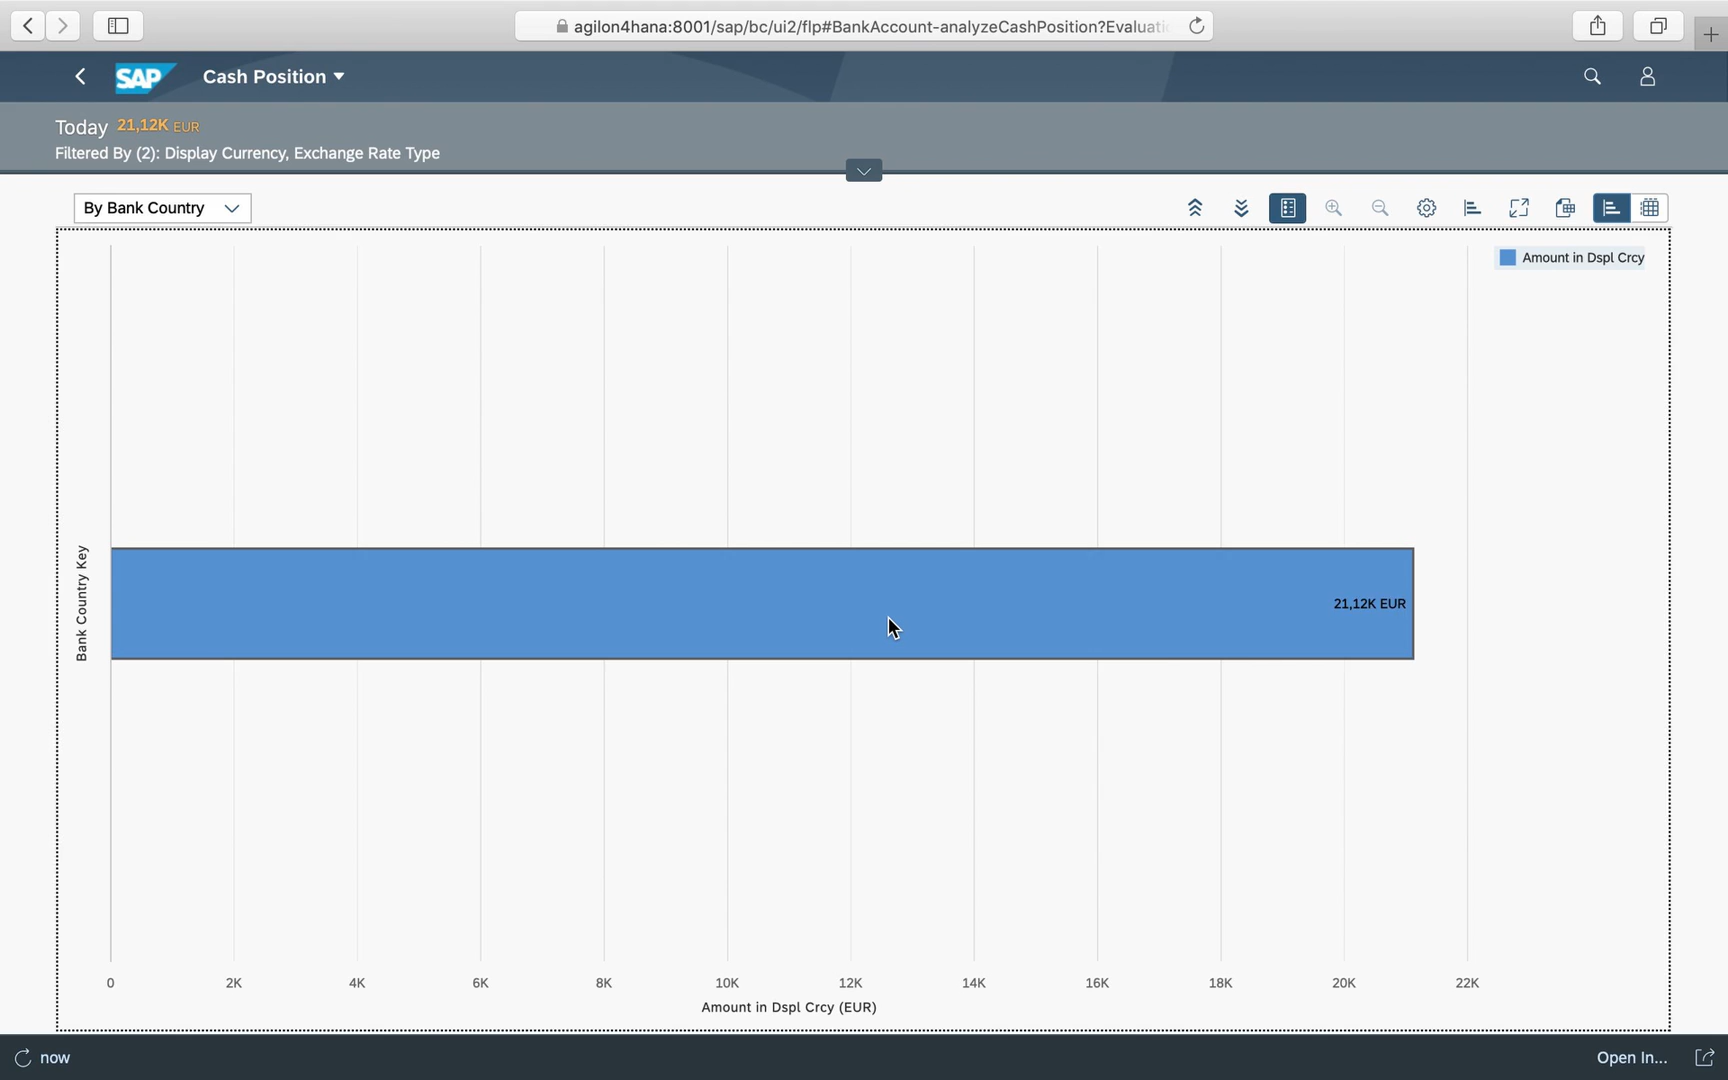 agilon4hana:8001/sap/bc/ui2/flp#BankAccount-analyzeCashPosition?Evaluati
SAP Cash Position
Today 21,12K EUR
Filtered By (2): Display Currency, Exchange Rate Type
By Bank Country
Amount in Dspl Crcy
Bank Country Key
21,12K EUR
0 2K 4K 6K 8K 10K 12K 14K 16K 18K 20K 22K
Amount in Dspl Crcy (EUR)
now Open In...